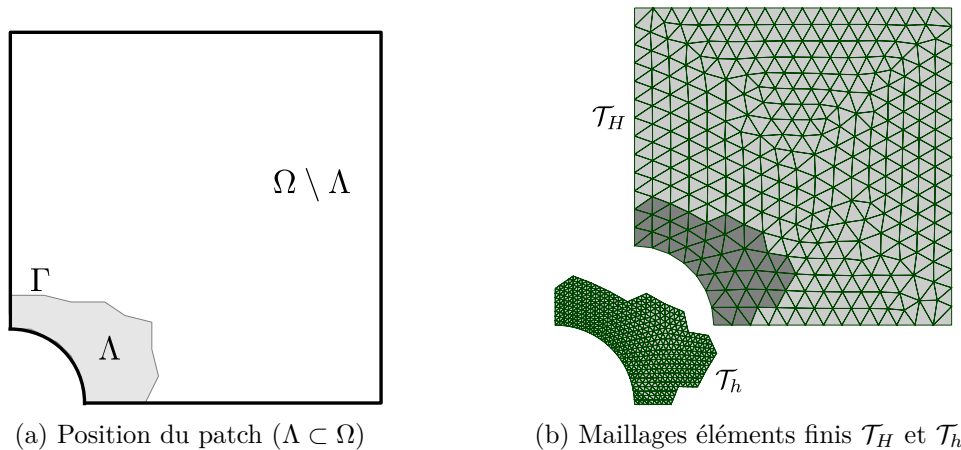 Ω \ Λ
Γ
Λ
𝒯_H
𝒯_h
(a) Position du patch (Λ ⊂ Ω)
(b) Maillages éléments finis 𝒯_H et 𝒯_h